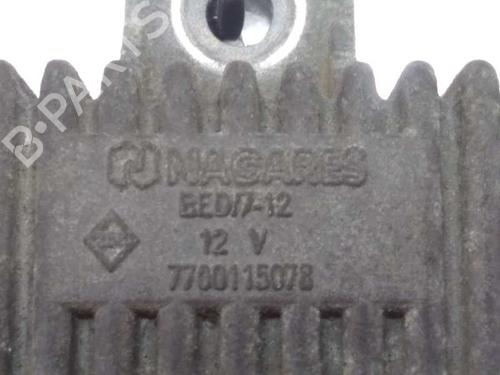 NAGARES
BED/7-12
12 V
7700115078
B-PARTS